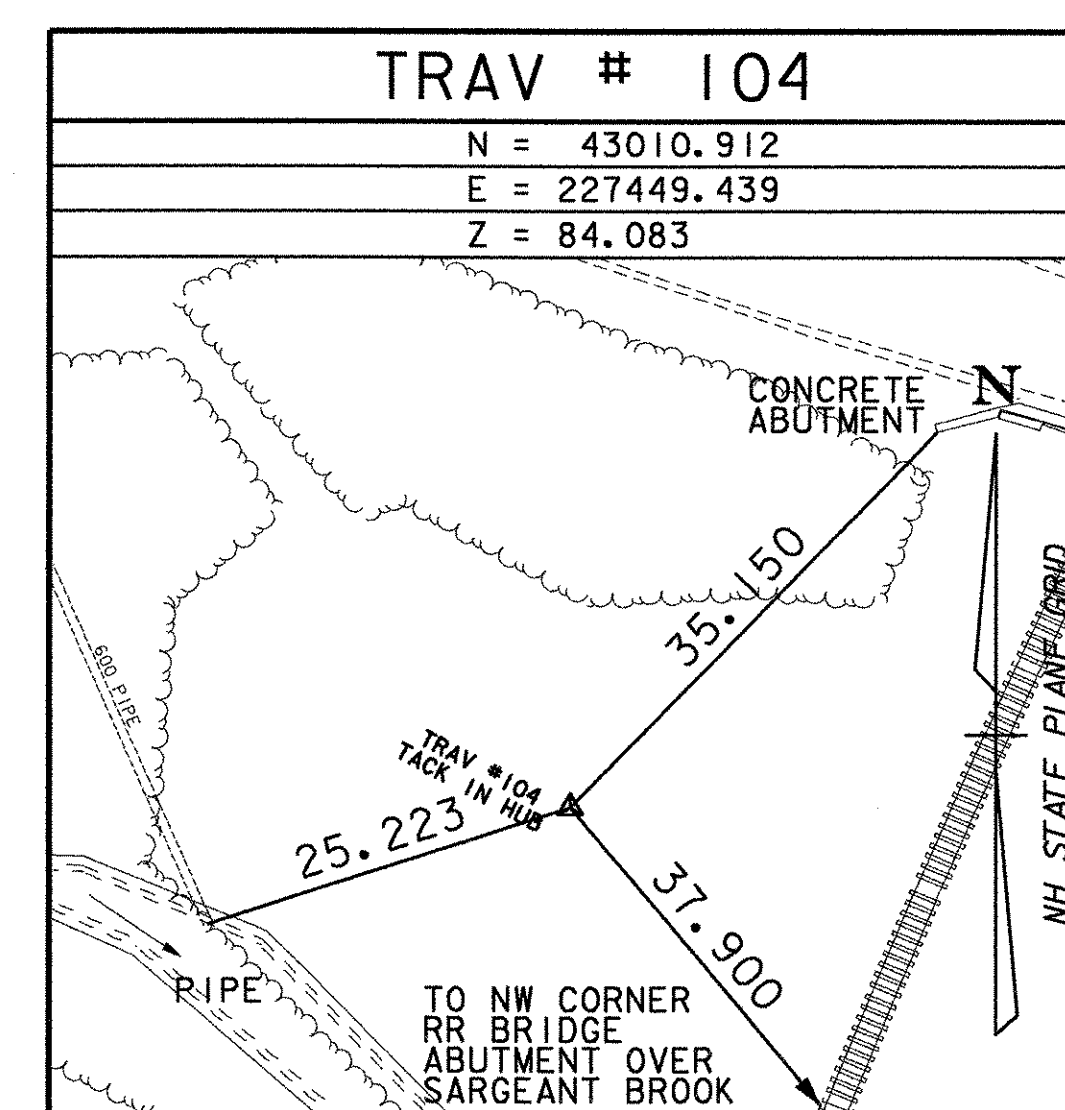 TRAV # 104
N = 43010.912
E = 227449.439
Z = 84.083
CONCRETE
ABUTMENT
N
35.150
NH STATE PLANE GRID
600 PIPE
TRAV #104
TACK IN HUB
25.223
37.900
PIPE
TO NW CORNER
RR BRIDGE
ABUTMENT OVER
SARGEANT BROOK